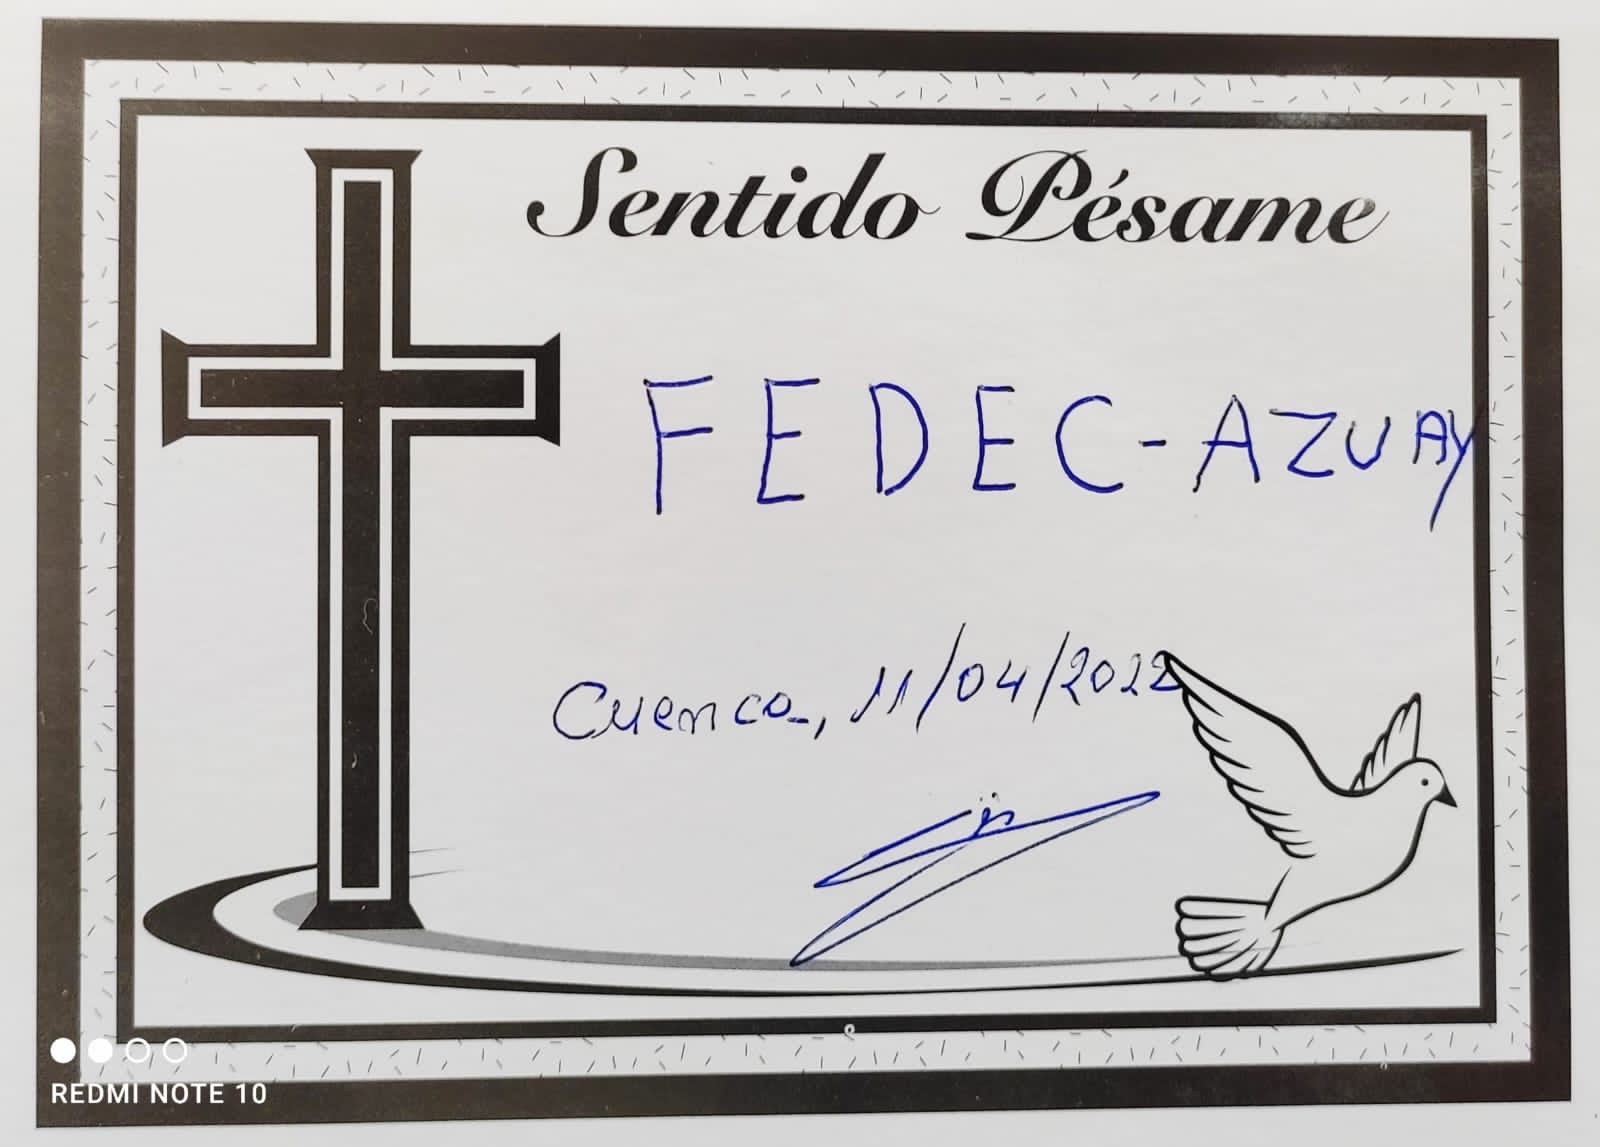 Sentido Pésame
FEDEC-AZUAY
Cuenca, 11/04/2022
REDMI NOTE 10